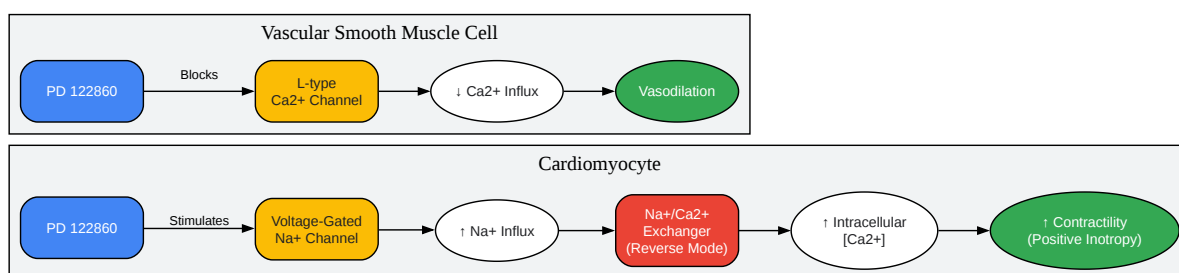 Vascular Smooth Muscle Cell
PD 122860
Blocks
L-type
Ca2+ Channel
↓ Ca2+ Influx
Vasodilation
Cardiomyocyte
PD 122860
Stimulates
Voltage-Gated
Na+ Channel
↑ Na+ Influx
Na+/Ca2+
Exchanger
(Reverse Mode)
↑ Intracellular
[Ca2+]
↑ Contractility
(Positive Inotropy)